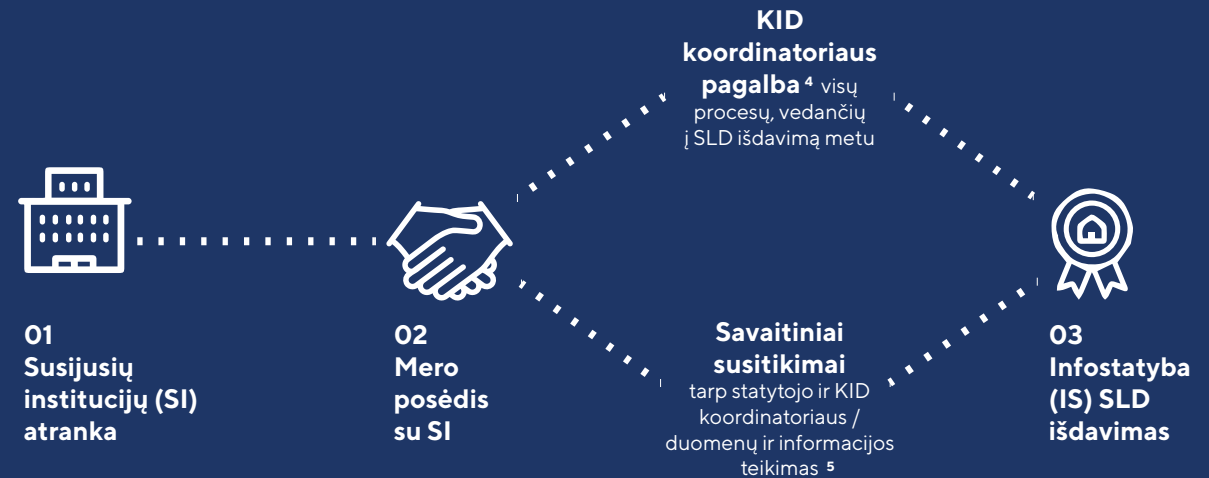 KID
koordinatoriaus
pagalba ⁴ visų
procesų, vedančių
į SLD išdavimą metu
01
Susijusių
institucijų (SI)
atranka
02
Mero
posėdis
su SI
Savaitiniai
susitikimai
tarp statytojo ir KID
koordinatoriaus /
duomenų ir informacijos
teikimas ⁵
03
Infostatyba
(IS) SLD
išdavimas